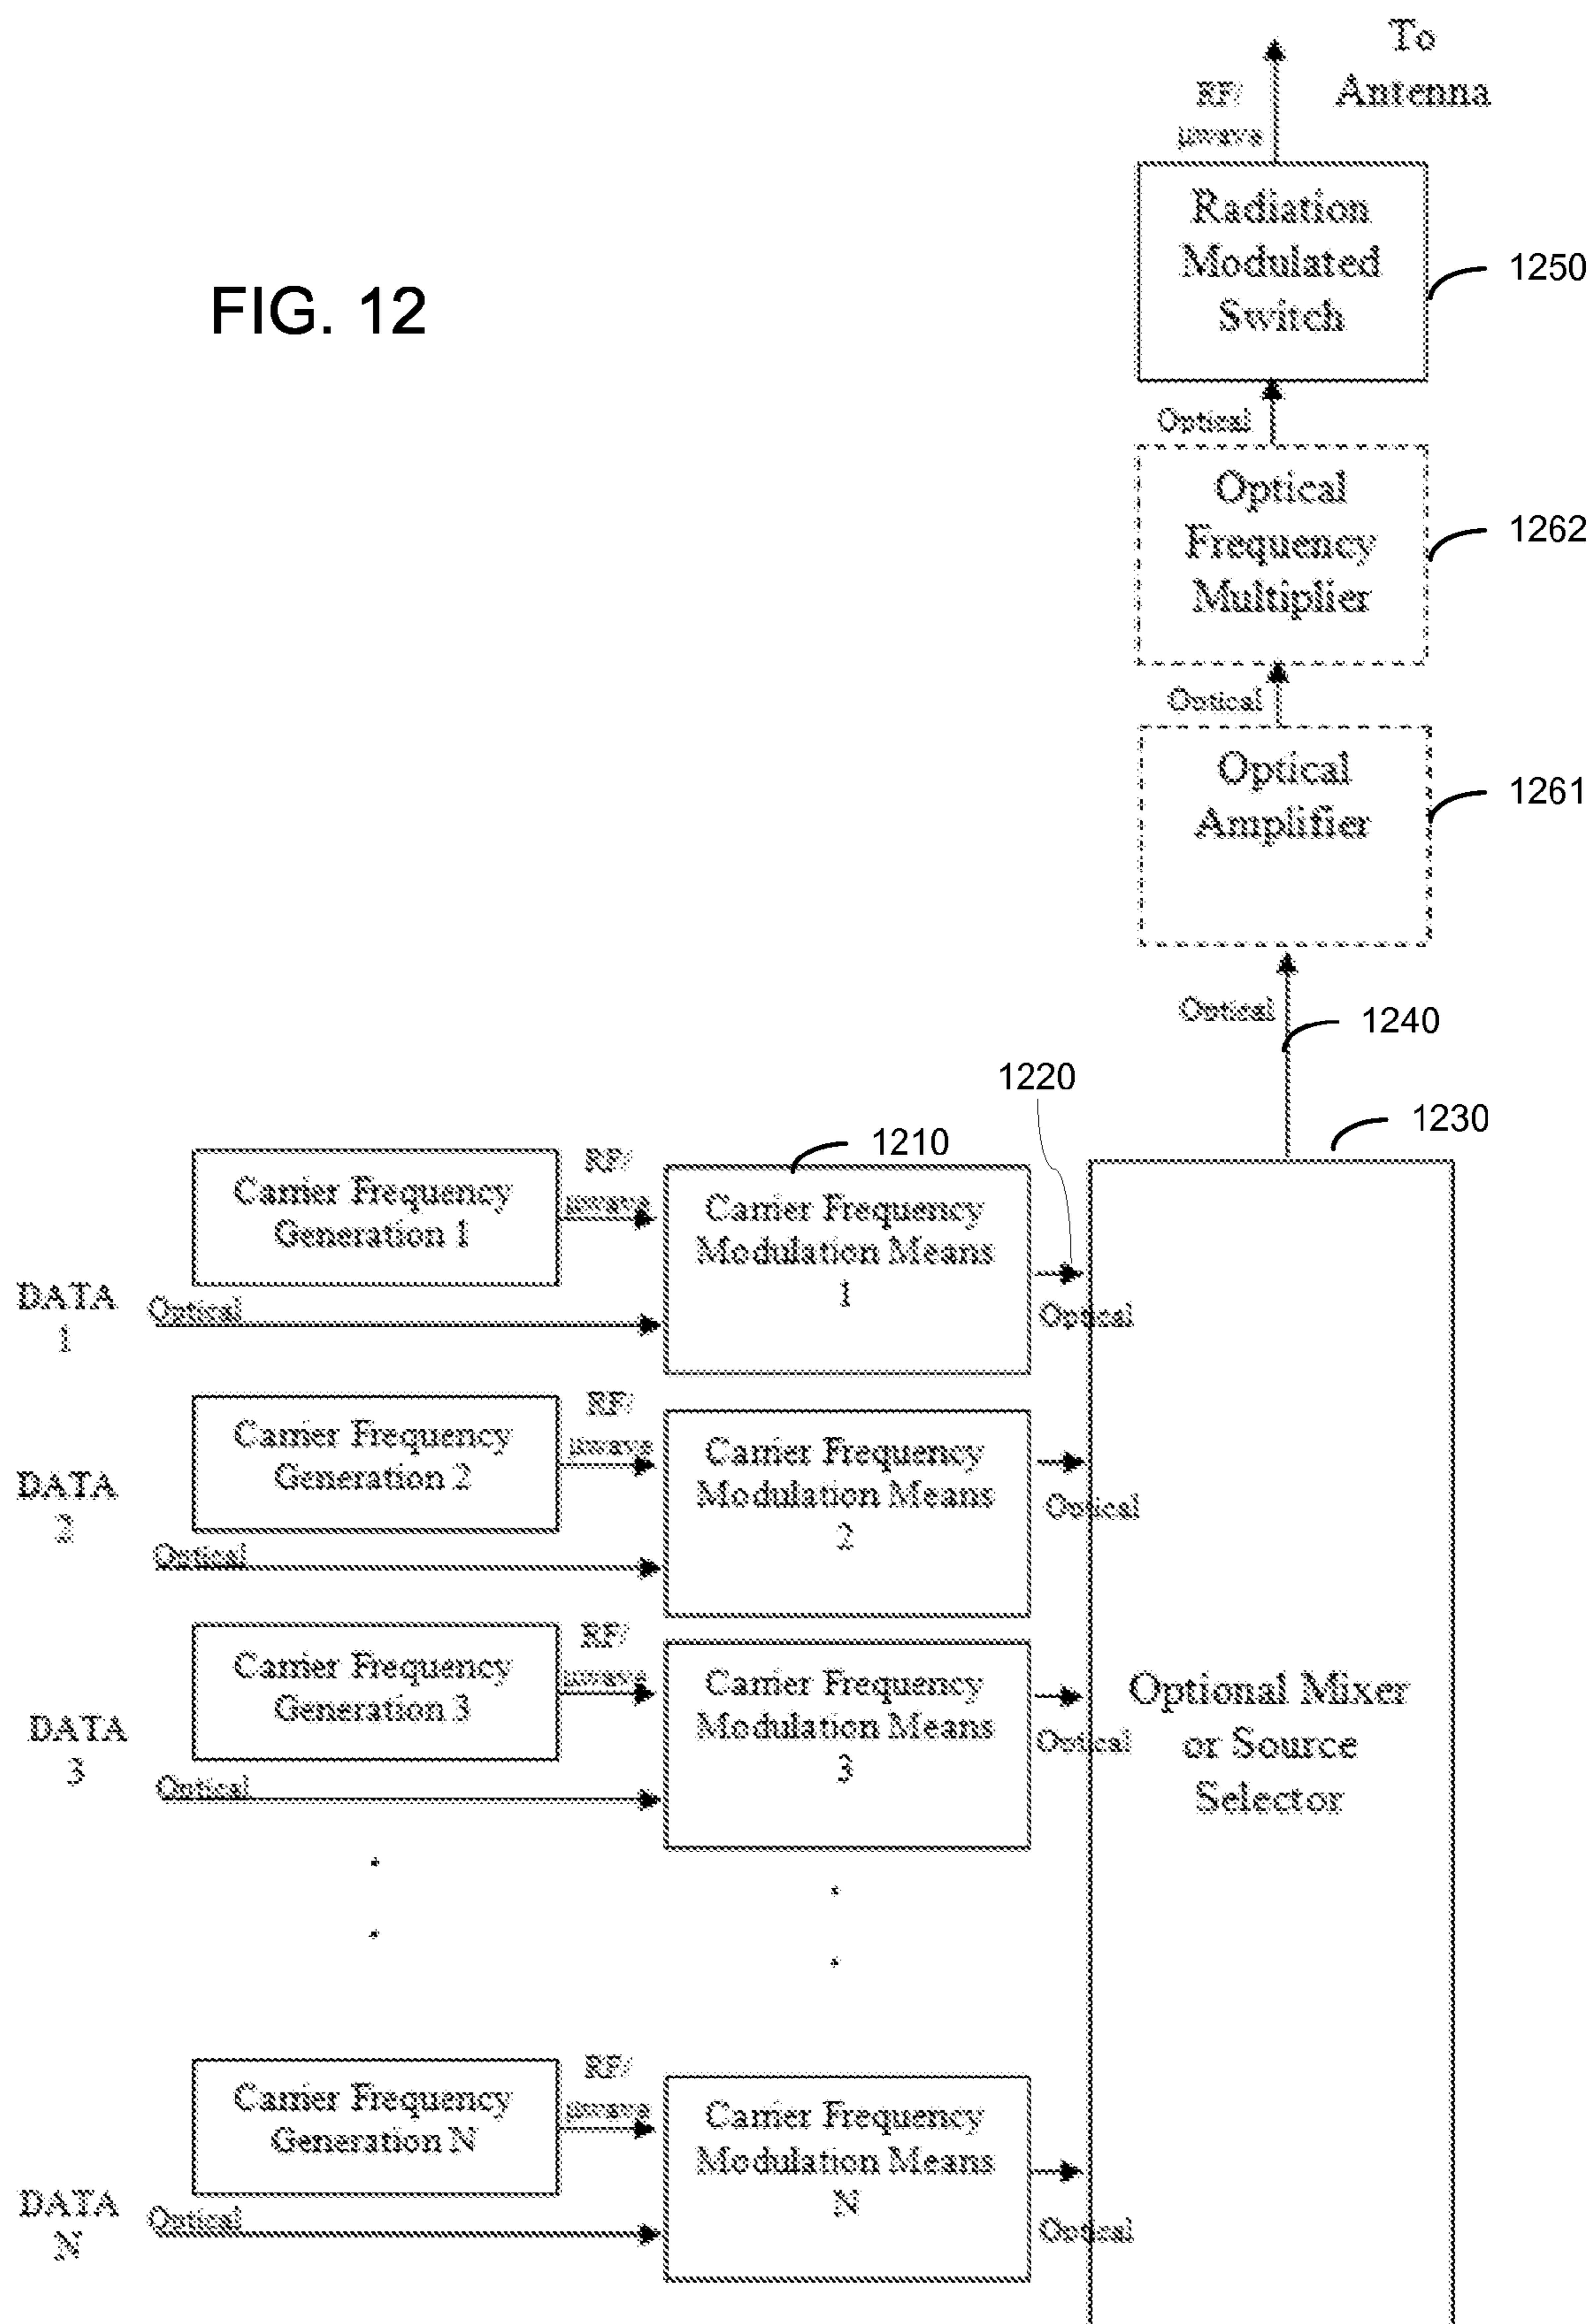 To
Antenna
RF/
μwave
Radiation
Modulated
Switch
1250
FIG. 12
Optical
Optical
Frequency
Multiplier
1262
Optical
Optical
Amplifier
1261
Optical
1240
1220
1230
1210
Carrier Frequency
Generation 1
RF/
μwave
Carrier Frequency
Modulation Means
1
DATA
1
Optical
Optical
Carrier Frequency
Generation 2
RF/
μwave
Carrier Frequency
Modulation Means
2
DATA
2
Optical
Optical
Carrier Frequency
Generation 3
RF/
μwave
Carrier Frequency
Modulation Means
3
DATA
3
Optical
Optical
Optional Mixer
or Source
Selector
Carrier Frequency
Generation N
RF/
μwave
Carrier Frequency
Modulation Means
N
DATA
N
Optical
Optical